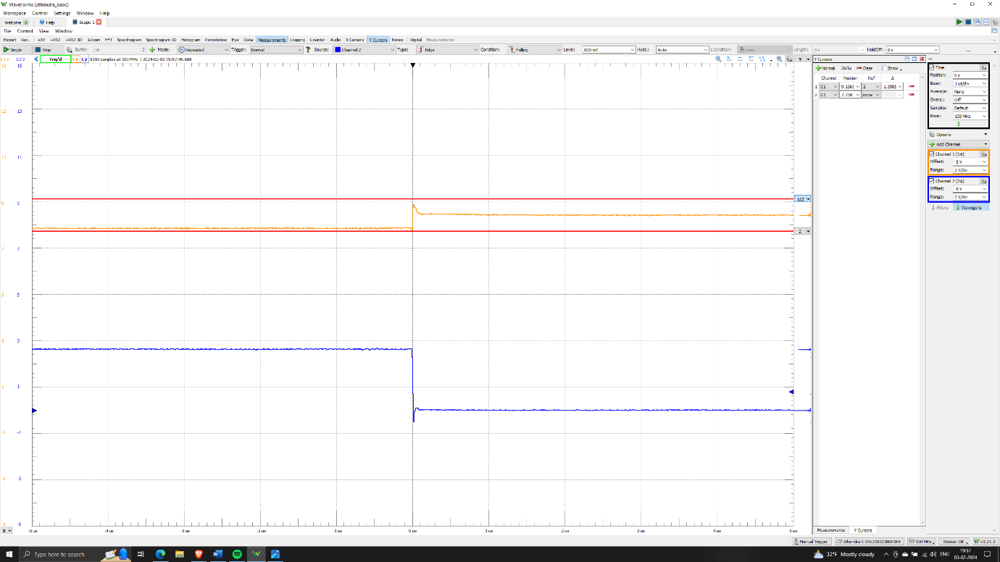 WaveForms (Jithendra_basic)
Workspace Control Settings Window Help
Welcome Help Scope 1
File Control View Window
Export Rec. +XY +XYZ +XYZ 3D +Zoom FFT Spectrogram Spectrogram 3D Histogram Persistence Eye Data Measurements Logging Counter Audio X Cursors Y Cursors Notes Digital Measurements
Single Stop Buffer: 10 Mode: Repeated Trigger: Normal Source: Channel 2 Type: Edge Condition: Falling Level: 800 mV Hyst.: Auto LCondition: Less Length: 0 s HoldOff: 0 s ...
C1 V C2 V Trig'd C1 C2 8192 samples at 100 MHz | 2024-02-03 19:57:46.688 Y
15 15
13 13
11 11
9 9
7 7
5 5
3 3
1 1
-1 -1
-3 -3
-5 -5
1Δ2
2
X -5 us -4 us -3 us -2 us -1 us 0 us 1 us 2 us 3 us 4 us 5 us
Y Cursors
Normal Delta Clear Show
Channel Position Ref Δ
1 C1 9.1365 2 1.3985
2 C1 7.738 none
Measurements Y Cursors
Time
Position: 0 s
Base: 1 us/div
Average: None
Overs.: Off
Samples: Default
Rate: 100 MHz
Options
Add Channel
Channel 1 (1±)
Offset: -5 V
Range: 2 V/div
Channel 2 (2±)
Offset: -5 V
Range: 2 V/div
Filters Wavegens
Manual Trigger Jithendra C SN:210321B061E4 100 MHz Status: OK v3.21.3
Type here to search
32°F Mostly cloudy ENG 19:57
03-02-2024